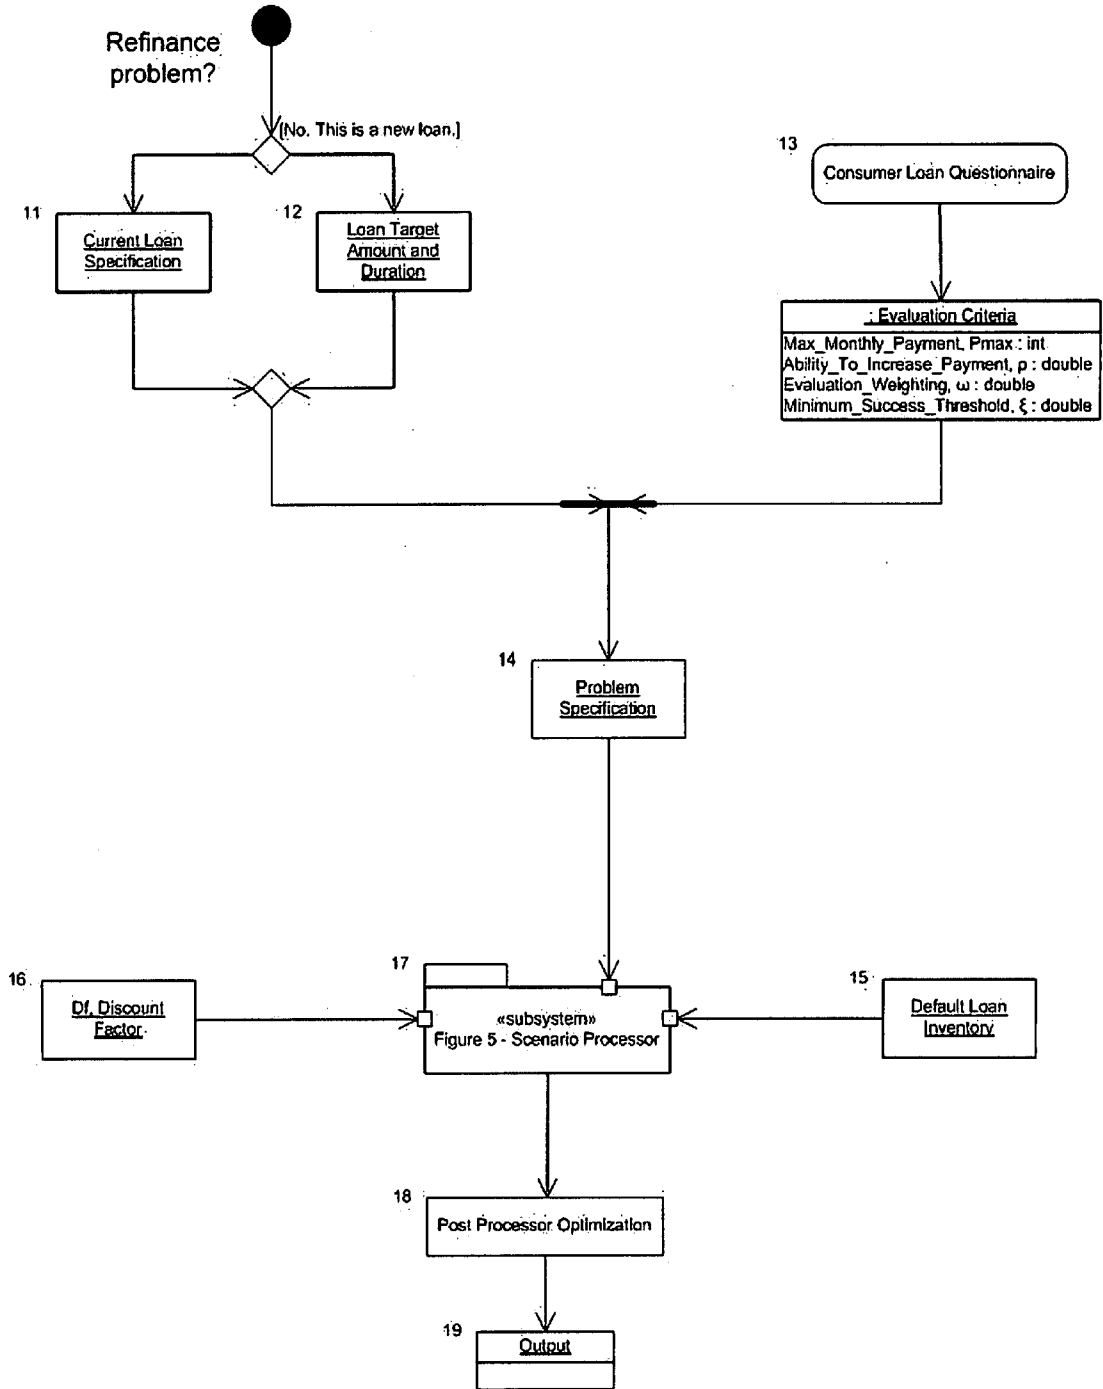 Refinance
problem?
[No. This is a new loan.]
11
Current Loan
Specification
12
Loan Target
Amount and
Duration
13
Consumer Loan Questionnaire
: Evaluation Criteria
Max_Monthly_Payment, Pmax : int
Ability_To_Increase_Payment, ρ : double
Evaluation_Weighting, ω : double
Minimum_Success_Threshold, ξ : double
14
Problem
Specification
16
Df, Discount
Factor
17
«subsystem»
Figure 5 - Scenario Processor
15
Default Loan
Inventory
18
Post Processor Optimization
19
Output